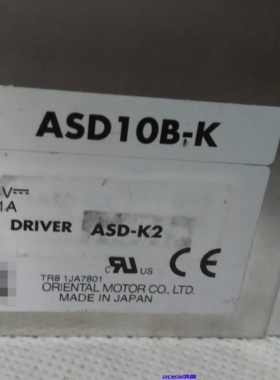 ASD10B-K
V⎓
1A
DRIVER ASD-K2
c US
CE
TR8 1JA7801
ORIENTAL MOTOR CO., LTD.
MADE IN JAPAN